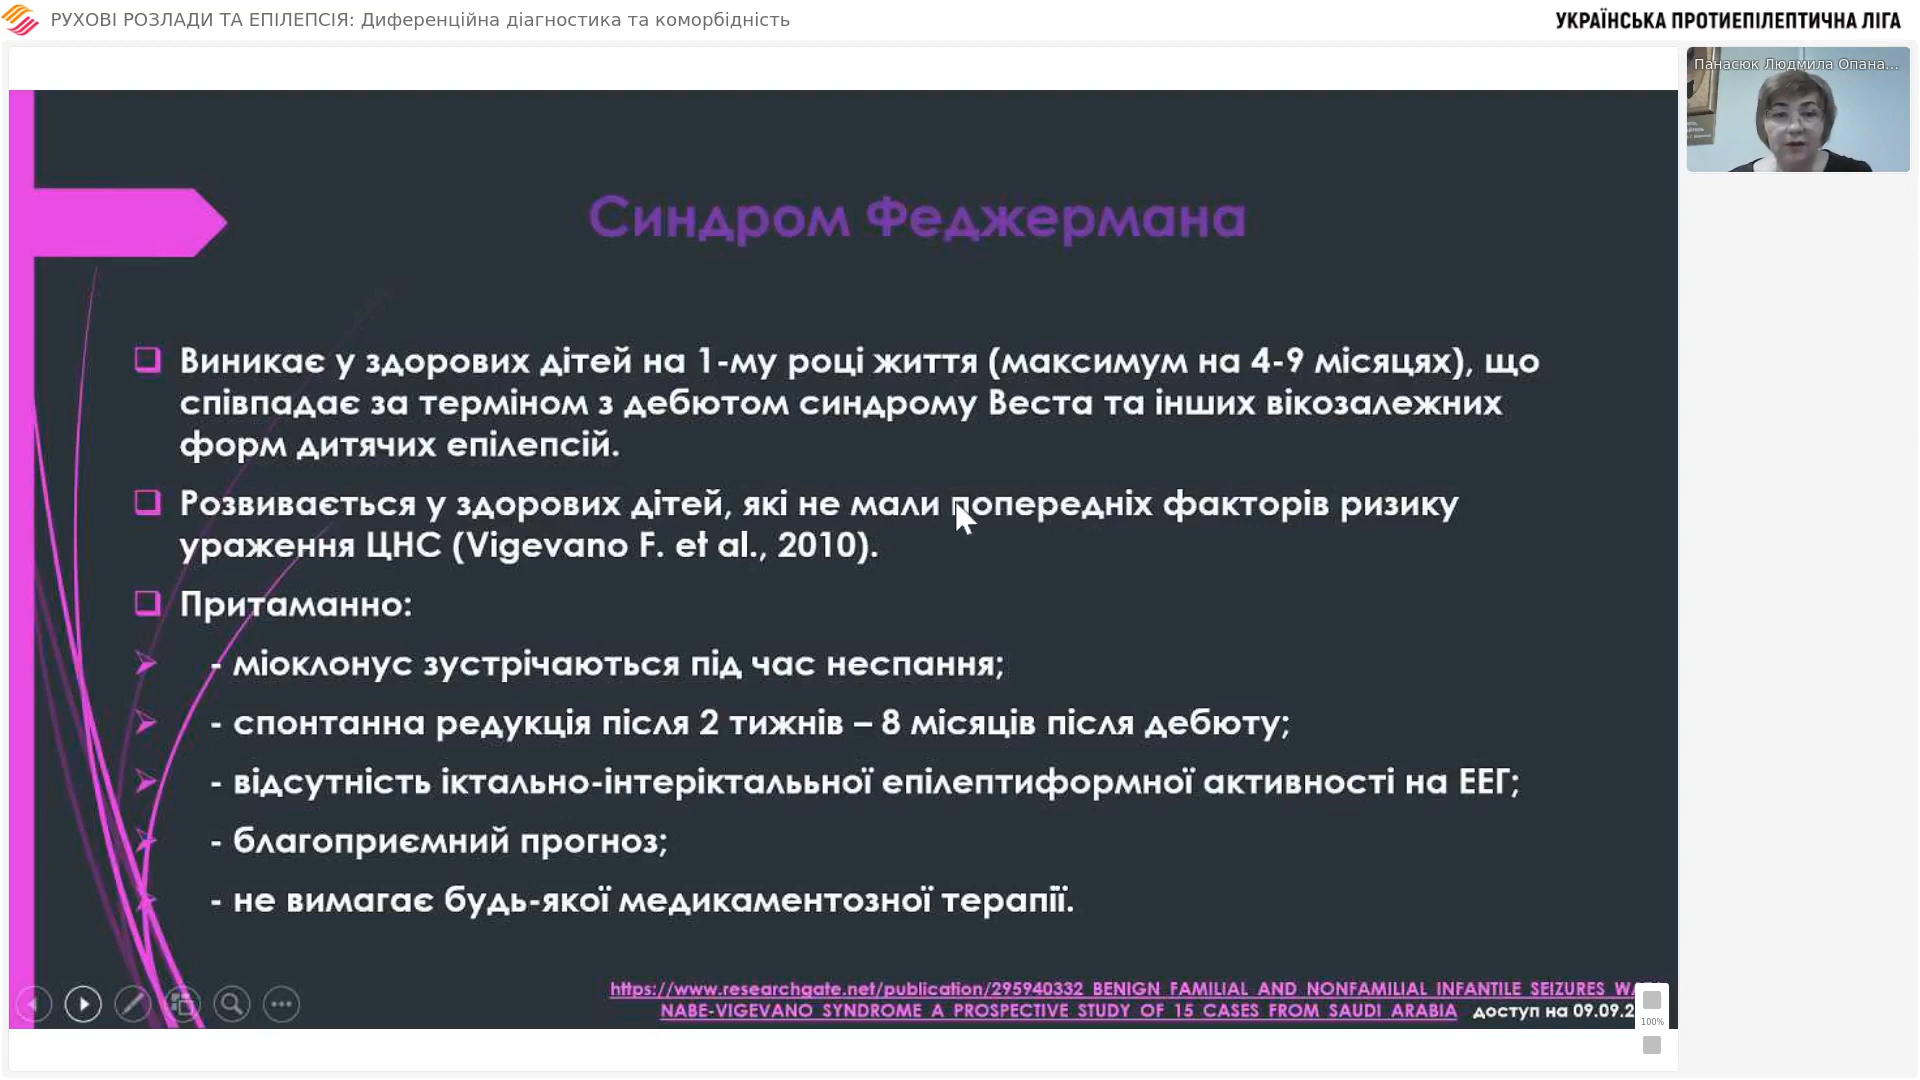 РУХОВІ РОЗЛАДИ ТА ЕПІЛЕПСІЯ: Диференційна діагностика та коморбідність
УКРАЇНСЬКА ПРОТИЕПІЛЕПТИЧНА ЛІГА
Панасюк Людмила Опана...
Синдром Феджермана
❑ Виникає у здорових дітей на 1-му році життя (максимум на 4-9 місяцях), що
співпадає за терміном з дебютом синдрому Веста та інших вікозалежних
форм дитячих епілепсій.
❑ Розвивається у здорових дітей, які не мали попередніх факторів ризику
ураження ЦНС (Vigevano F. et al., 2010).
❑ Притаманно:
➢ - міоклонус зустрічаються під час неспання;
➢ - спонтанна редукція після 2 тижнів – 8 місяців після дебюту;
➢ - відсутність іктально-інтерікталььної епілептиформної активності на ЕЕГ;
➢ - благоприємний прогноз;
➢ - не вимагає будь-якої медикаментозної терапії.
https://www.researchgate.net/publication/295940332_BENIGN_FAMILIAL_AND_NONFAMILIAL_INFANTILE_SEIZURES
NABE-VIGEVANO_SYNDROME_A_PROSPECTIVE_STUDY_OF_15_CASES_FROM_SAUDI_ARABIA доступ на 09.09.2
100%